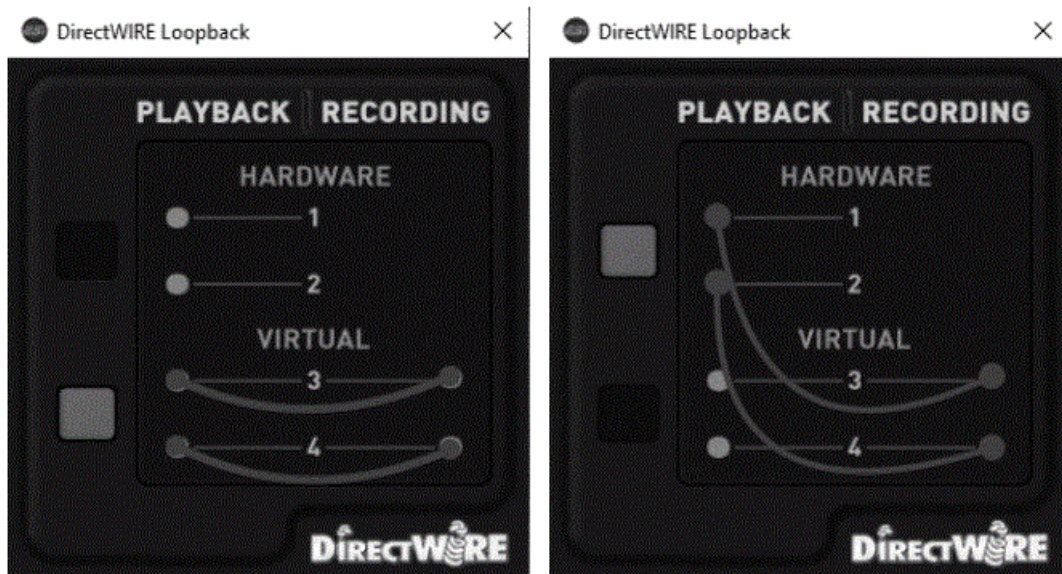 DirectWIRE Loopback
PLAYBACK RECORDING
HARDWARE
1
2
VIRTUAL
3
4
DIRECTWIRE
DirectWIRE Loopback
PLAYBACK RECORDING
HARDWARE
1
2
VIRTUAL
3
4
DIRECTWIRE